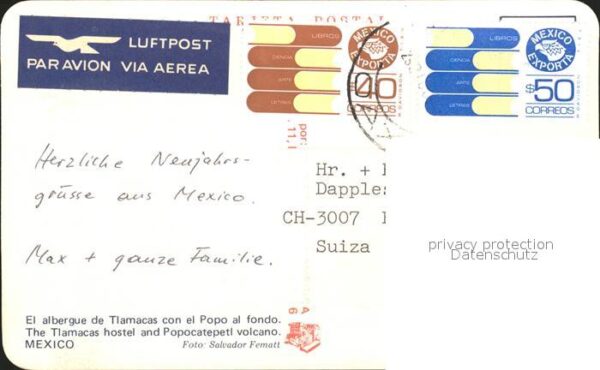 TARJETA POSTAL
LUFTPOST
PAR AVION VIA AEREA
LIBROS
CIENCIA
ARTE
LETRAS
MEXICO
EXPORTA
$40
CORREOS
LIBROS
CIENCIA
ARTE
LETRAS
MEXICO
EXPORTA
$50
CORREOS
Herzliche Neujahrs-
grüsse aus Mexico.
Max + ganze Familie.
por:
Hr. +
Dapples
CH-3007
Suiza
privacy protection
Datenschutz
El albergue de Tlamacas con el Popo al fondo.
The Tlamacas hostel and Popocatepetl volcano.
MEXICO
Foto: Salvador Fematt